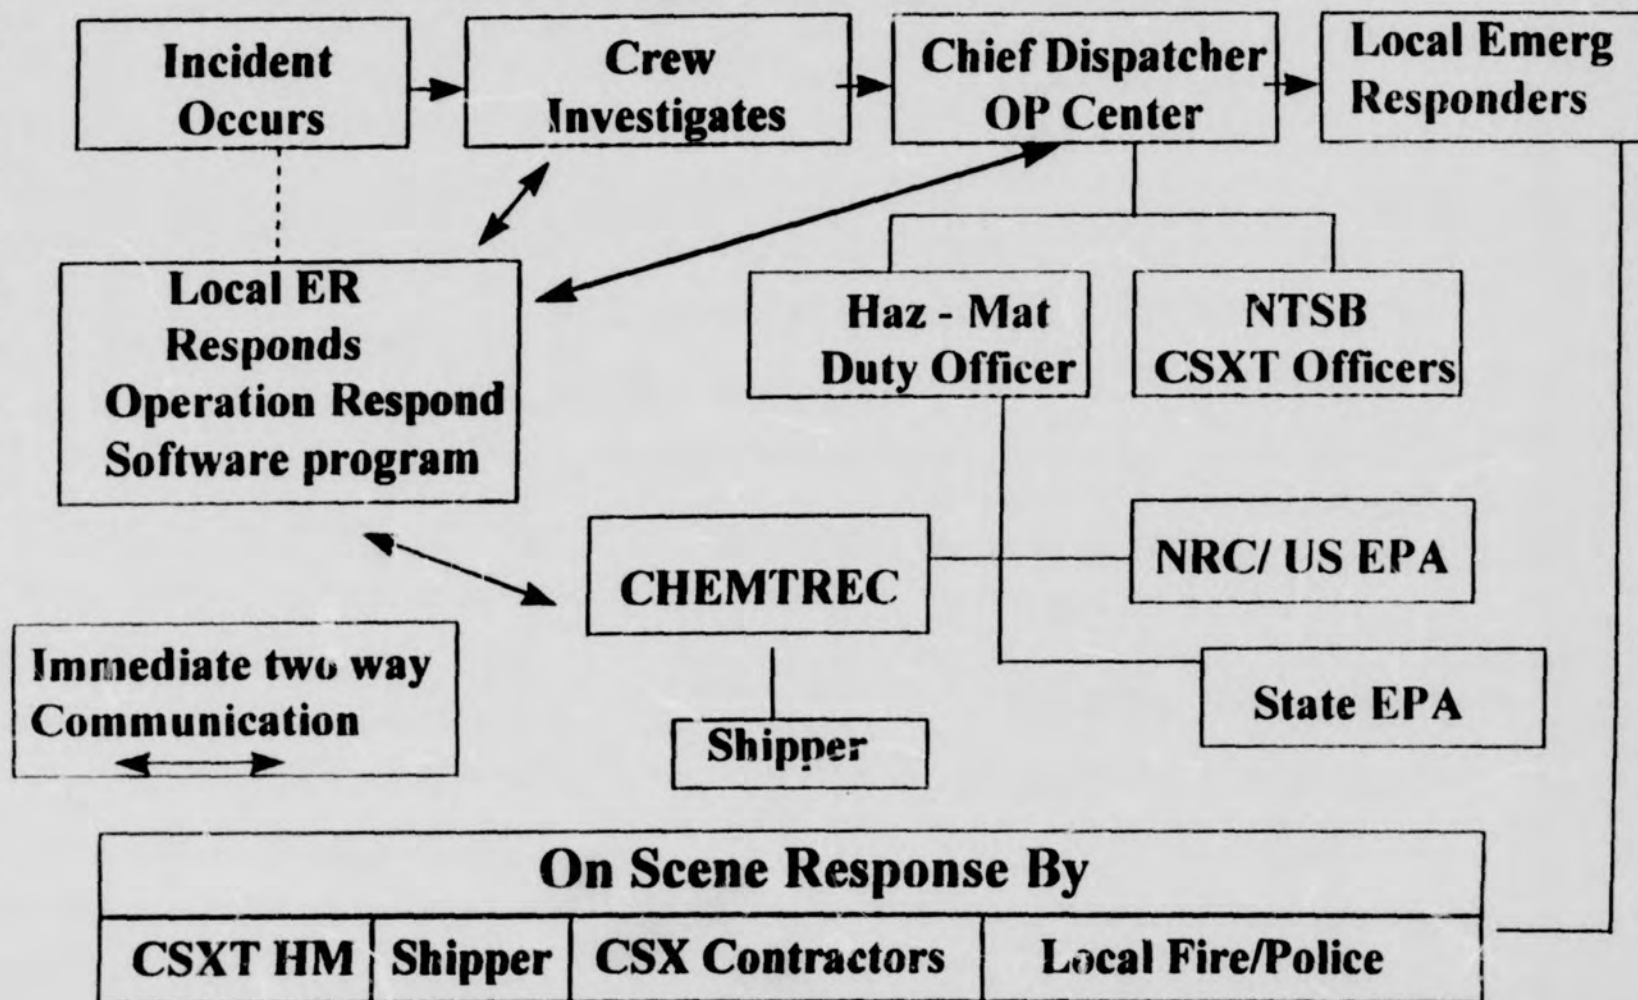 Incident
Occurs
Crew
Investigates
Chief Dispatcher
OP Center
Local Emerg
Responders
Local ER
Responds
Operation Respond
Software program
Haz - Mat
Duty Officer
NTSB
CSXT Officers
CHEMTREC
NRC/ US EPA
Immediate two way
Communication
State EPA
Shipper
On Scene Response By
CSXT HM
Shipper
CSX Contractors
Local Fire/Police